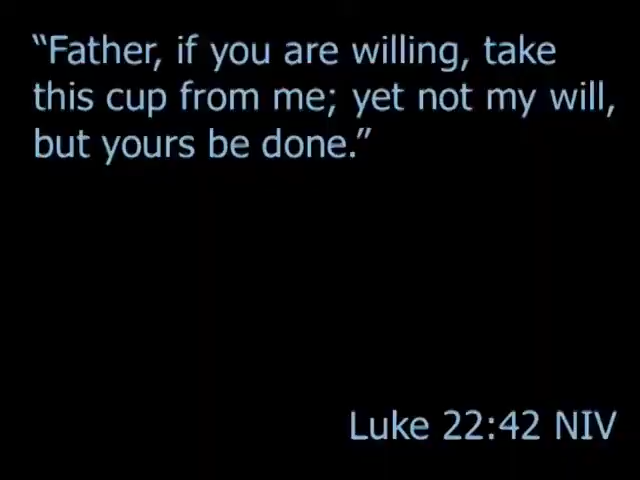 “Father, if you are willing, take
this cup from me; yet not my will,
but yours be done.”
Luke 22:42 NIV